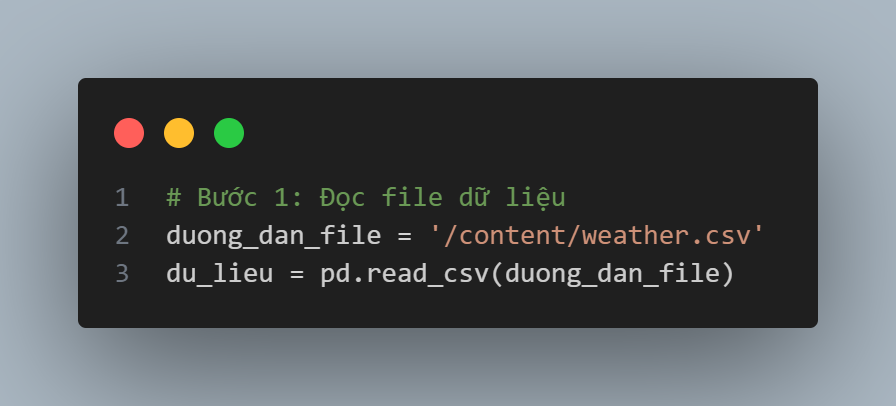 1 # Bước 1: Đọc file dữ liệu
2 duong_dan_file = '/content/weather.csv'
3 du_lieu = pd.read_csv(duong_dan_file)